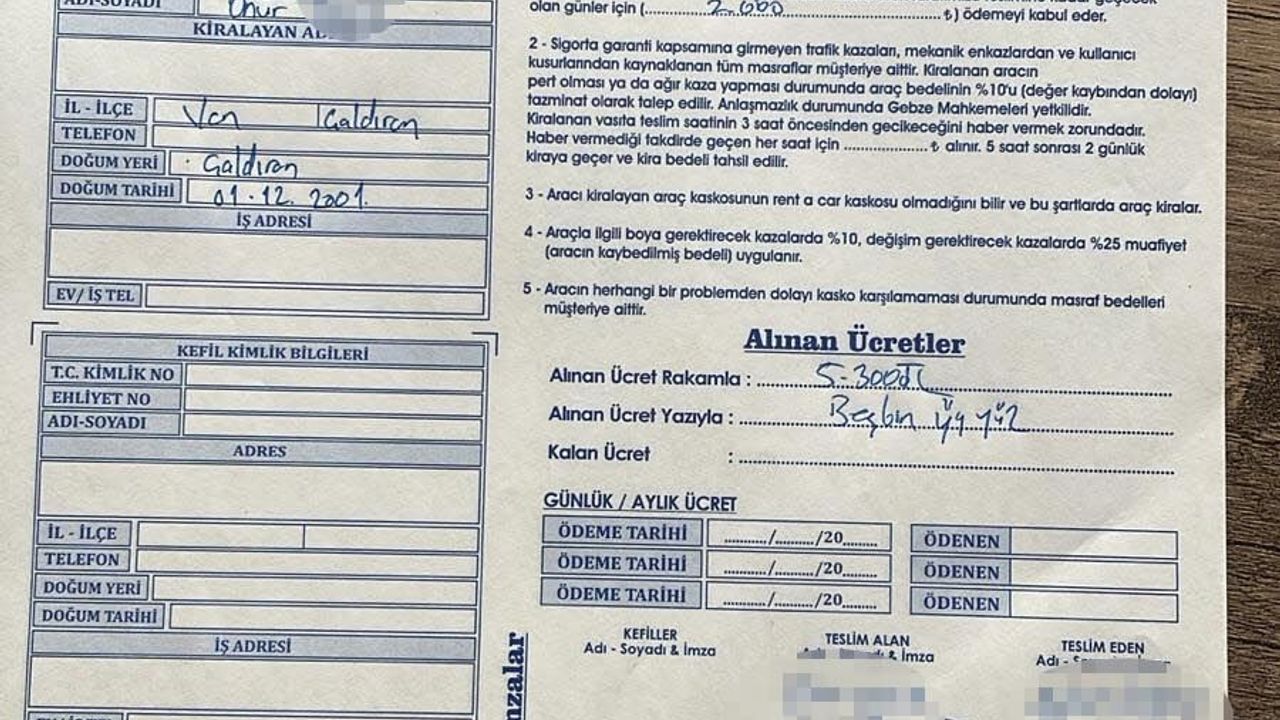 ADI-SOYADI Onur
KİRALAYAN
İL - İLÇE Van Çaldıran
TELEFON
DOĞUM YERİ Çaldıran
DOĞUM TARİHİ 01.12.2001.
İŞ ADRESİ
EV/ İŞ TEL
KEFİL KİMLİK BİLGİLERİ
T.C. KİMLİK NO
EHLİYET NO
ADI-SOYADI
ADRES
İL - İLÇE
TELEFON
DOĞUM YERİ
DOĞUM TARİHİ
İŞ ADRESİ
olan günler için (..........2.000..............................₺) ödemeyi kabul eder.
2 - Sigorta garanti kapsamına girmeyen trafik kazaları, mekanik enkazlardan ve kullanıcı
kusurlarından kaynaklanan tüm masraflar müşteriye aittir. Kiralanan aracın
pert olması ya da ağır kaza yapması durumunda araç bedelinin %10'u (değer kaybından dolayı)
tazminat olarak talep edilir. Anlaşmazlık durumunda Gebze Mahkemeleri yetkilidir.
Kiralanan vasıta teslim saatinin 3 saat öncesinden gecikeceğini haber vermek zorundadır.
Haber vermediği takdirde geçen her saat için ....................₺ alınır. 5 saat sonrası 2 günlük
kiraya geçer ve kira bedeli tahsil edilir.
3 - Aracı kiralayan araç kaskosunun rent a car kaskosu olmadığını bilir ve bu şartlarda araç kiralar.
4 - Araçla ilgili boya gerektirecek kazalarda %10, değişim gerektirecek kazalarda %25 muafiyet
(aracın kaybedilmiş bedeli) uygulanır.
5 - Aracın herhangi bir problemden dolayı kasko karşılamaması durumunda masraf bedelleri
müşteriye aittir.
Alınan Ücretler
Alınan Ücret Rakamla : ..........5-300TL..............................
Alınan Ücret Yazıyla : ..........Beşbin üç yüz..............................
Kalan Ücret : ........................................
GÜNLÜK / AYLIK ÜCRET
ÖDEME TARİHİ ........../........../20........ ÖDENEN
ÖDEME TARİHİ ........../........../20........ ÖDENEN
ÖDEME TARİHİ ........../........../20........ ÖDENEN
KEFİLLER TESLİM ALAN TESLİM EDEN
Adı - Soyadı & İmza & İmza Adı -